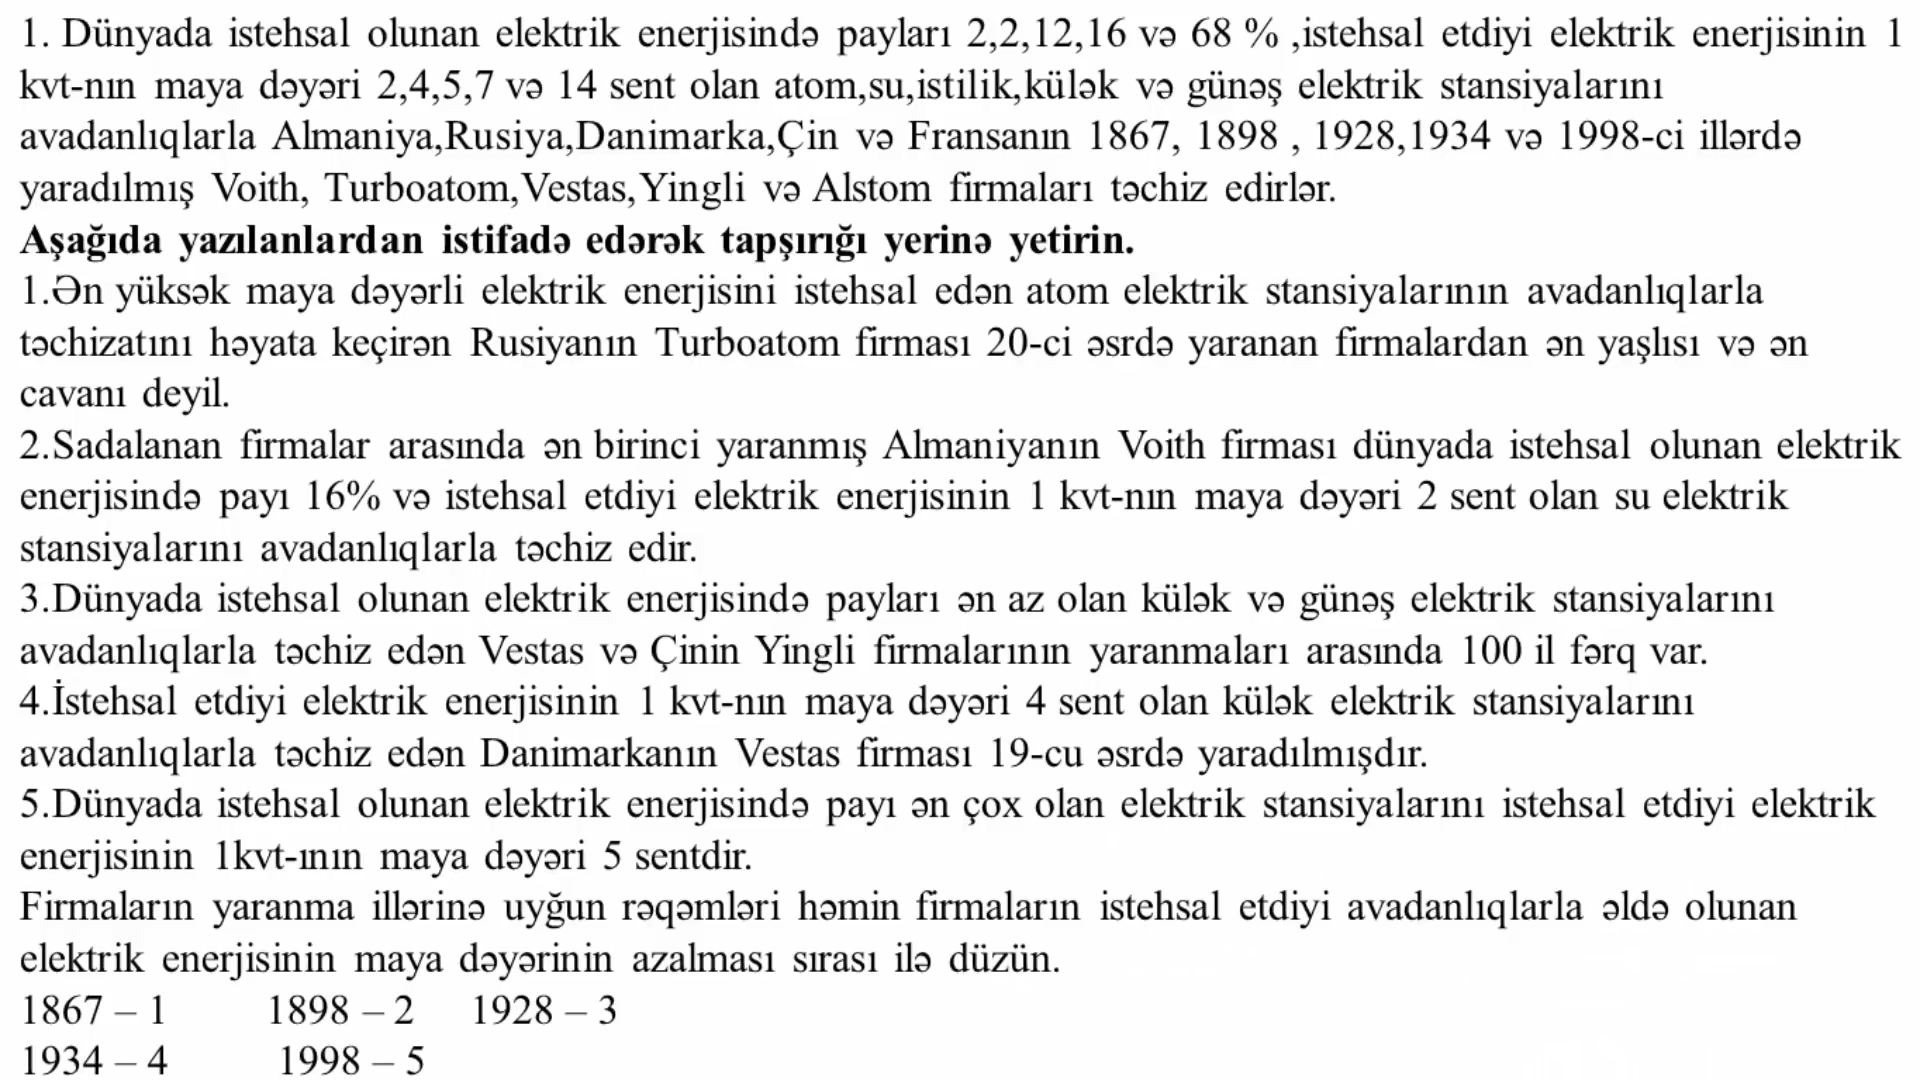 1. Dünyada istehsal olunan elektrik enerjisində payları 2,2,12,16 və 68 % ,istehsal etdiyi elektrik enerjisinin 1
kvt-nın maya dəyəri 2,4,5,7 və 14 sent olan atom,su,istilik,külək və günəş elektrik stansiyalarını
avadanlıqlarla Almaniya,Rusiya,Danimarka,Çin və Fransanın 1867, 1898 , 1928,1934 və 1998-ci illərdə
yaradılmış Voith, Turboatom,Vestas,Yingli və Alstom firmaları təchiz edirlər.
Aşağıda yazılanlardan istifadə edərək tapşırığı yerinə yetirin.
1.Ən yüksək maya dəyərli elektrik enerjisini istehsal edən atom elektrik stansiyalarının avadanlıqlarla
təchizatını həyata keçirən Rusiyanın Turboatom firması 20-ci əsrdə yaranan firmalardan ən yaşlısı və ən
cavanı deyil.
2.Sadalanan firmalar arasında ən birinci yaranmış Almaniyanın Voith firması dünyada istehsal olunan elektrik
enerjisində payı 16% və istehsal etdiyi elektrik enerjisinin 1 kvt-nın maya dəyəri 2 sent olan su elektrik
stansiyalarını avadanlıqlarla təchiz edir.
3.Dünyada istehsal olunan elektrik enerjisində payları ən az olan külək və günəş elektrik stansiyalarını
avadanlıqlarla təchiz edən Vestas və Çinin Yingli firmalarının yaranmaları arasında 100 il fərq var.
4.İstehsal etdiyi elektrik enerjisinin 1 kvt-nın maya dəyəri 4 sent olan külək elektrik stansiyalarını
avadanlıqlarla təchiz edən Danimarkanın Vestas firması 19-cu əsrdə yaradılmışdır.
5.Dünyada istehsal olunan elektrik enerjisində payı ən çox olan elektrik stansiyalarını istehsal etdiyi elektrik
enerjisinin 1kvt-ının maya dəyəri 5 sentdir.
Firmaların yaranma illərinə uyğun rəqəmləri həmin firmaların istehsal etdiyi avadanlıqlarla əldə olunan
elektrik enerjisinin maya dəyərinin azalması sırası ilə düzün.
1867 – 1 1898 – 2 1928 – 3
1934 – 4 1998 – 5